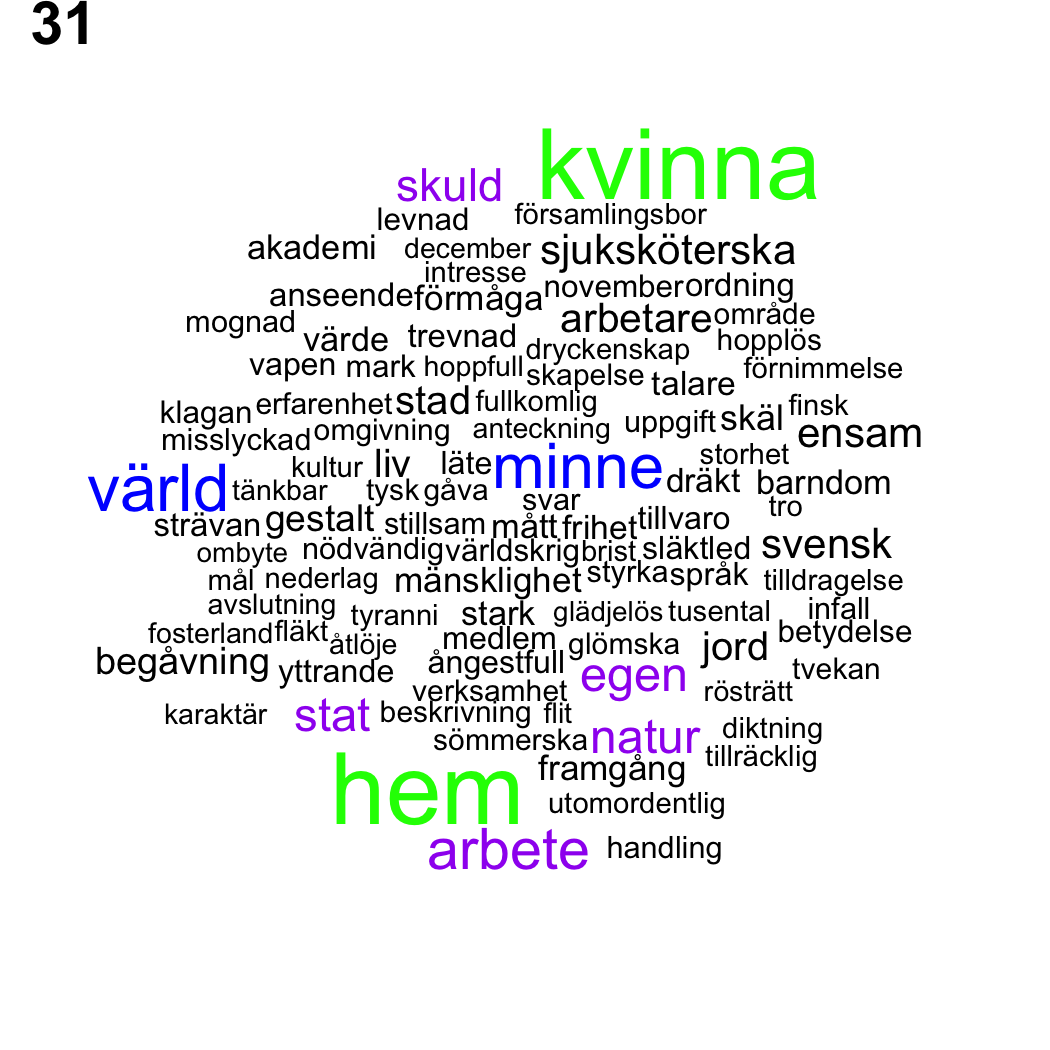 31
kvinna
skuld
levnad församlingsbor
akademi december sjuksköterska
intresse
anseende förmåga november ordning
mognad arbetare område
värde trevnad dryckenskap hopplös
vapen mark hoppfull skapelse talare förnimmelse
klagan erfarenhet stad fullkomlig uppgift skäl finsk
misslyckad omgivning anteckning ensam
kultur liv läte minne storhet
värld tänkbar tysk gåva svar dräkt barndom
tro
strävan gestalt stillsam mått frihet tillvaro
ombyte nödvändig världskrig brist släktled svensk
mål nederlag mänsklighet styrka språk tilldragelse
avslutning tyranni stark glädjelös tusental infall
fosterland fläkt åtlöje medlem glömska jord betydelse
begåvning yttrande ångestfull egen tvekan
verksamhet rösträtt
karaktär stat beskrivning flit
sömmerska natur diktning
tillräcklig
hem framgång
utomordentlig
arbete handling